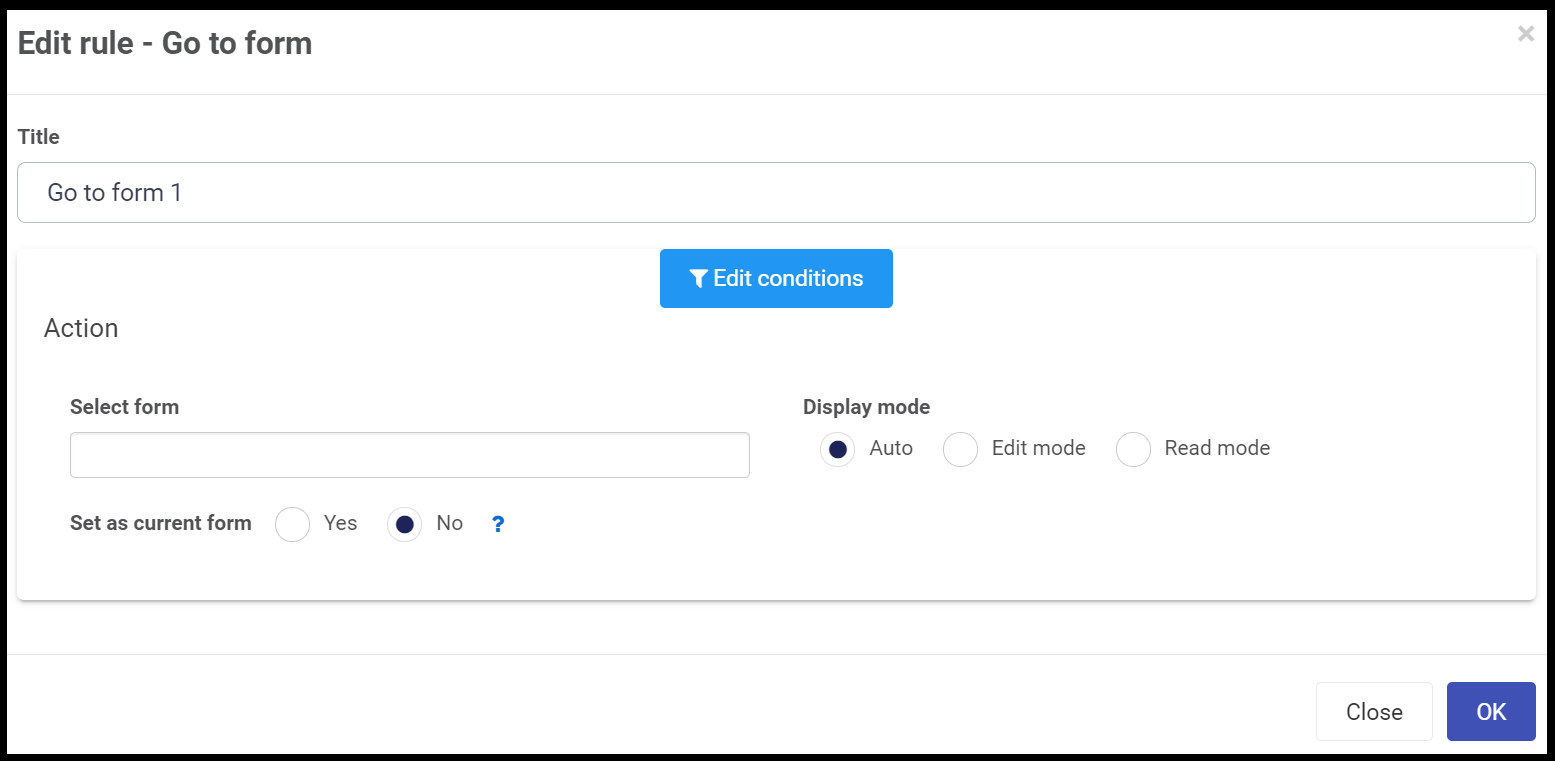 Edit rule - Go to form
×
Title
Go to form 1
Edit conditions
Action
Select form
Display mode
Auto Edit mode Read mode
Set as current form Yes No ?
Close OK